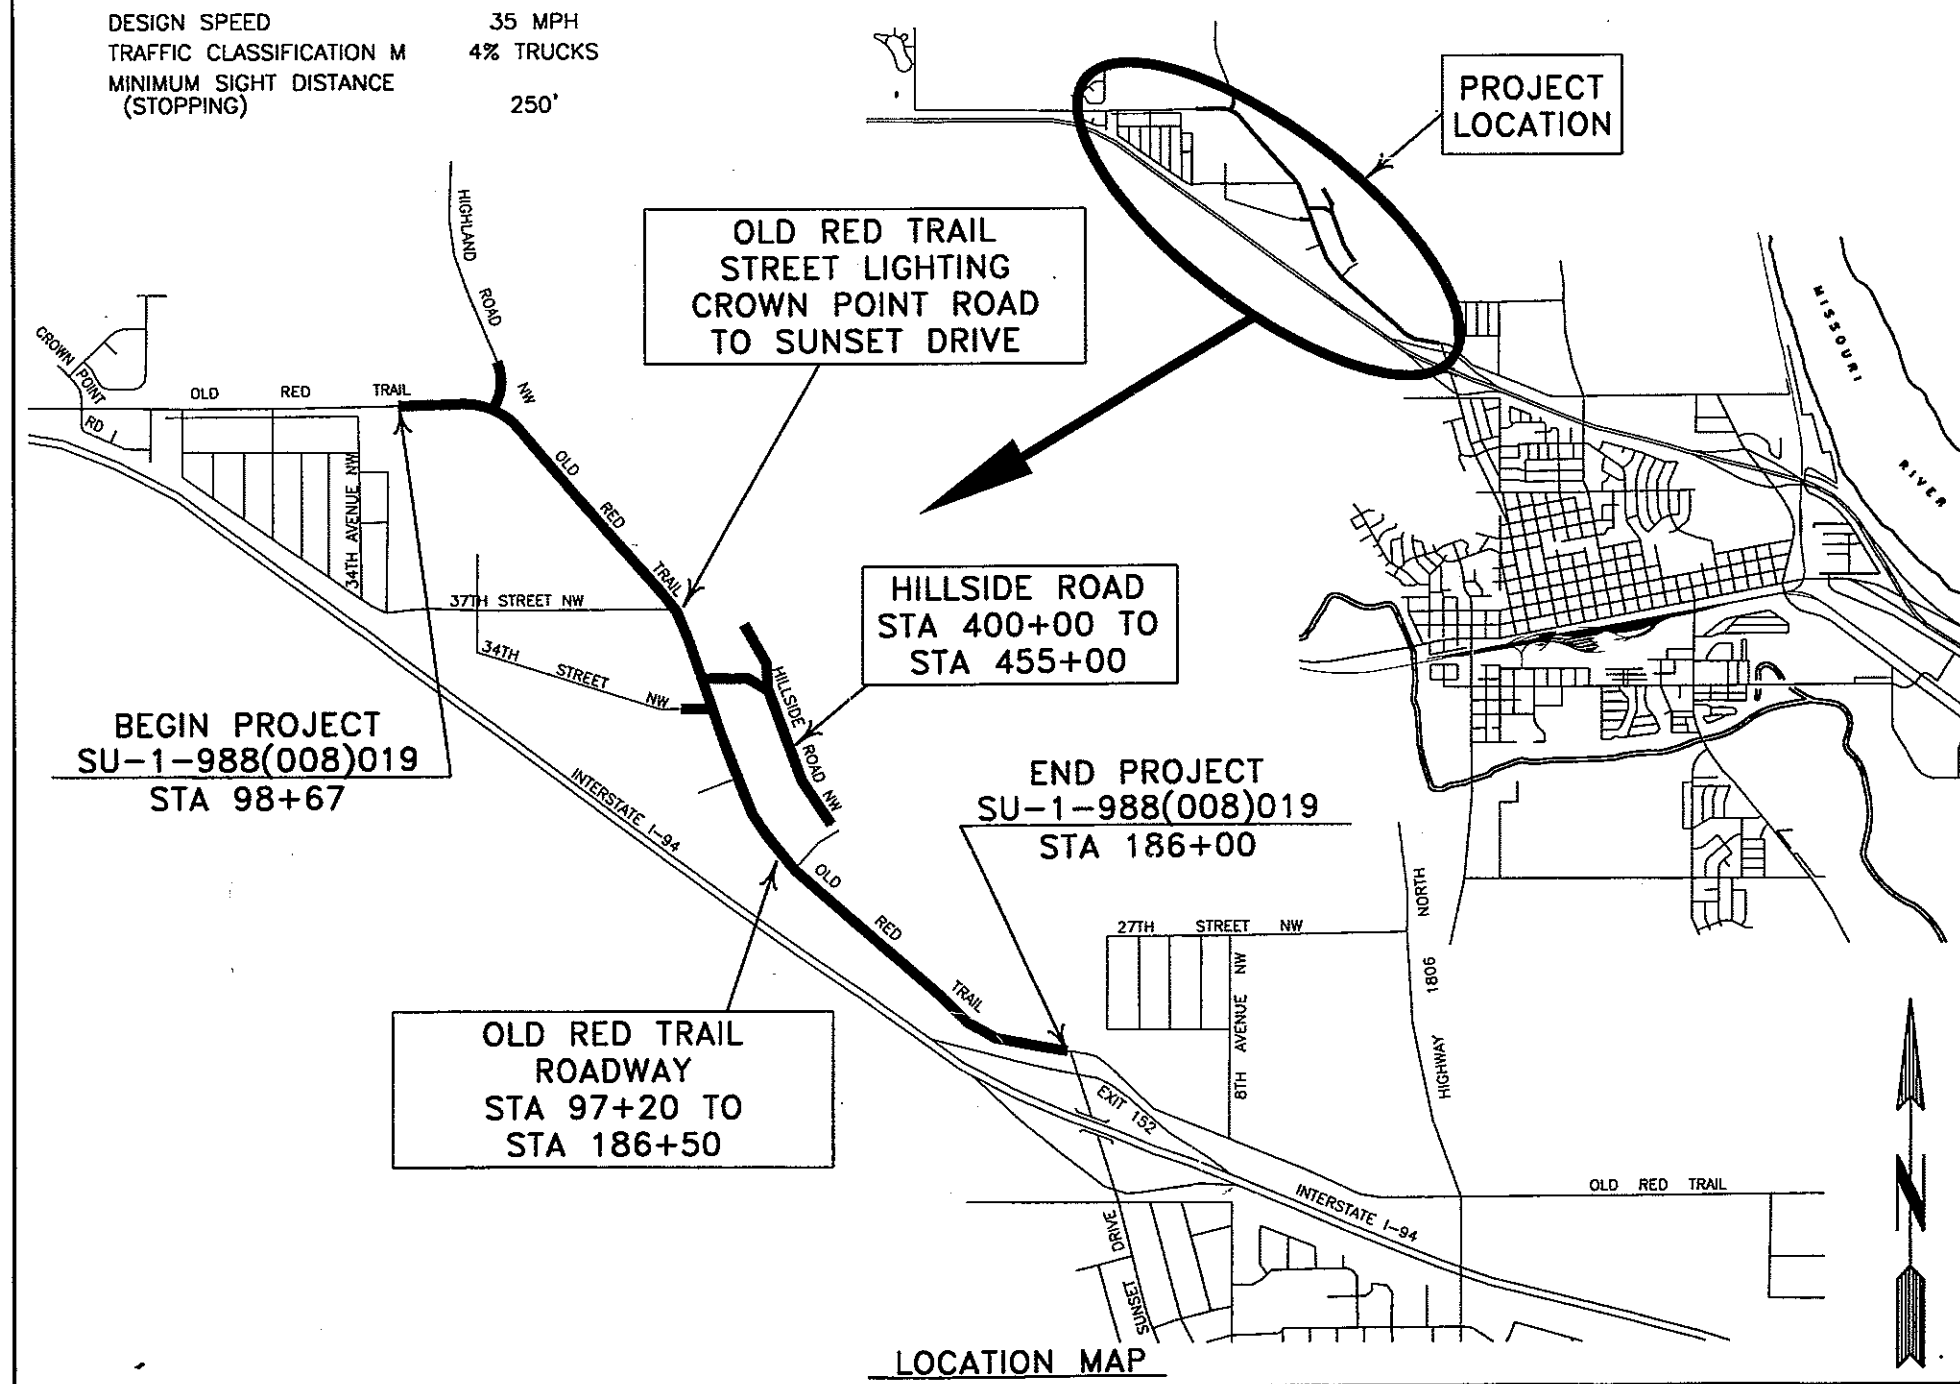 DESIGN SPEED 35 MPH
TRAFFIC CLASSIFICATION M 4% TRUCKS
MINIMUM SIGHT DISTANCE
(STOPPING) 250'
PROJECT
LOCATION
OLD RED TRAIL
STREET LIGHTING
CROWN POINT ROAD
TO SUNSET DRIVE
HIGHLAND
ROAD
NW
CROWN
POINT
RD
OLD RED TRAIL
OLD
RED
TRAIL
34TH AVENUE NW
37TH STREET NW
34TH
STREET
NW
HILLSIDE ROAD
STA 400+00 TO
STA 455+00
HILLSIDE
ROAD NW
MISSOURI
RIVER
BEGIN PROJECT
SU-1-988(008)019
STA 98+67
INTERSTATE I-94
END PROJECT
SU-1-988(008)019
STA 186+00
OLD
RED
TRAIL
27TH STREET NW
8TH AVENUE NW
NORTH
1806
HIGHWAY
OLD RED TRAIL
ROADWAY
STA 97+20 TO
STA 186+50
EXIT 152
INTERSTATE I-94
OLD RED TRAIL
SUNSET DRIVE
N
LOCATION MAP